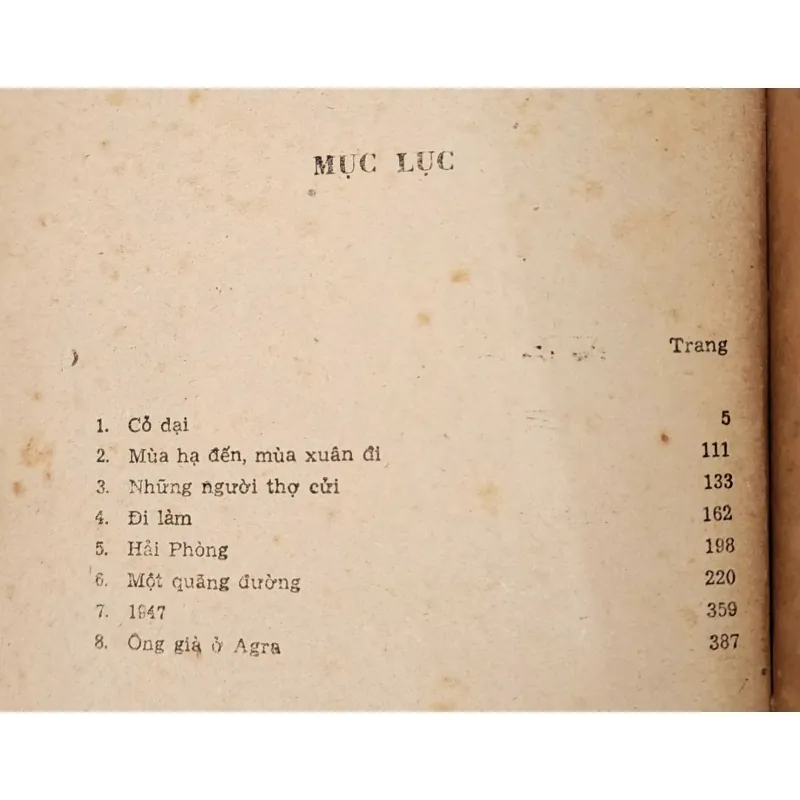 MỤC LỤC
Trang
1. Cỏ dại 5
2. Mùa hạ đến, mùa xuân đi 111
3. Những người thợ cửi 133
4. Đi làm 162
5. Hải Phòng 198
6. Một quãng đường 220
7. 1947 359
8. Ông già ở Agra 387